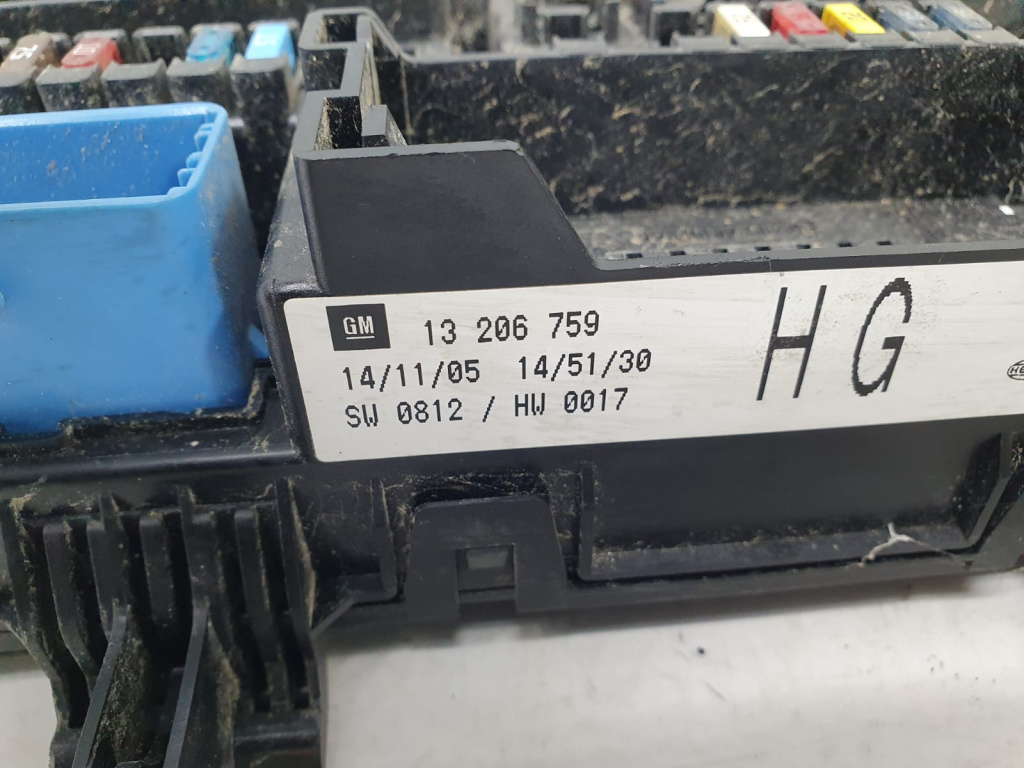 GM 13 206 759
14/11/05 14/51/30
SW 0812 / HW 0017
HG